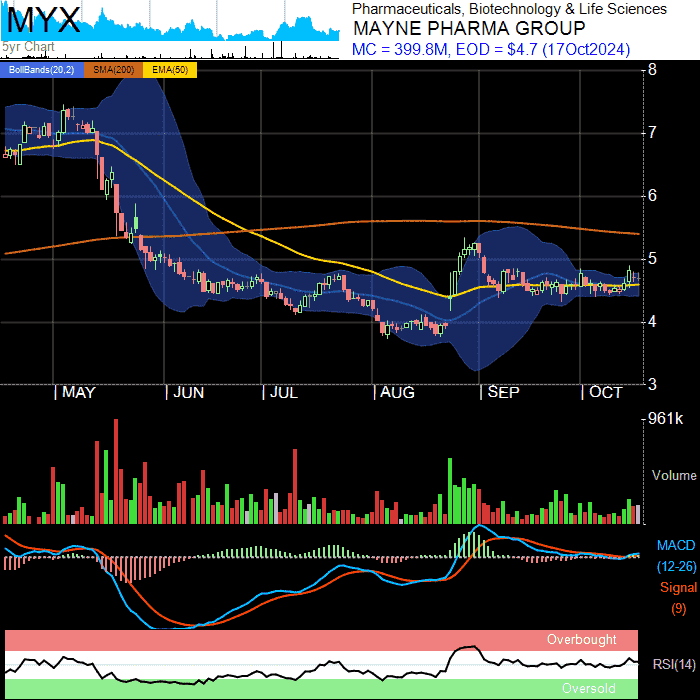 MYX
5yr Chart
Pharmaceuticals, Biotechnology & Life Sciences
MAYNE PHARMA GROUP
MC = 399.8M, EOD = $4.7 (17Oct2024)
BollBands(20,2) SMA(200) EMA(50)
8
7
6
5
4
3
MAY JUN JUL AUG SEP OCT
961k
Volume
MACD
(12-26)
Signal
(9)
Overbought
RSI(14)
Oversold